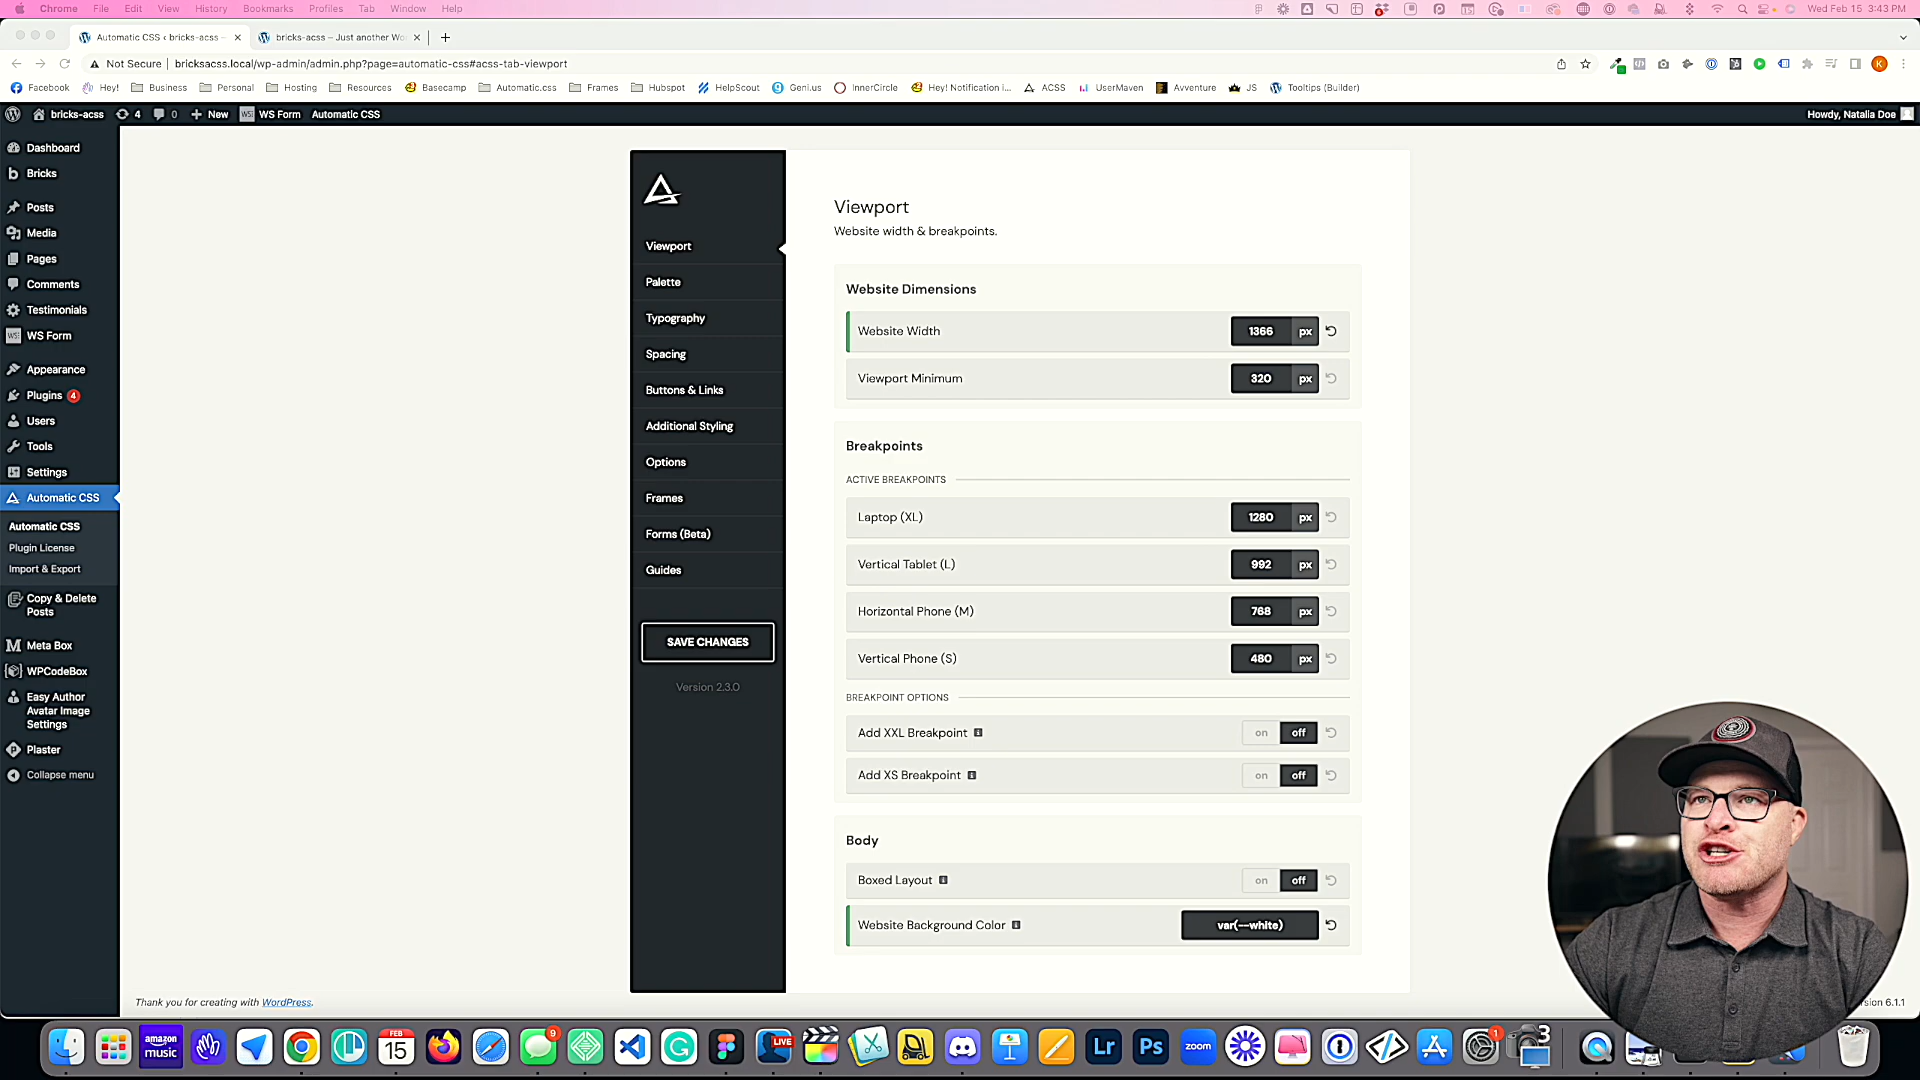 Chrome File Edit View History Bookmarks Profiles Tab Window Help Wed Feb 15 3:43 PM
Automatic CSS ‹ bricks-acss – bricks-acss – Just another Wo
Not Secure bricksacss.local/wp-admin/admin.php?page=automatic-css#acss-tab-viewport
Facebook Hey! Business Personal Hosting Resources Basecamp Automatic.css Frames Hubspot HelpScout Geni.us InnerCircle Hey! Notification i... ACSS UserMaven Avventure JS Tooltips (Builder)
bricks-acss 4 0 New WS Form Automatic CSS Howdy, Natalia Doe
Dashboard
Bricks
Posts
Media
Pages
Comments
Testimonials
WS Form
Appearance
Plugins 4
Users
Tools
Settings
Automatic CSS
Automatic CSS
Plugin License
Import & Export
Copy & Delete
Posts
Meta Box
WPCodeBox
Easy Author
Avatar Image
Settings
Plaster
Collapse menu
Viewport
Palette
Typography
Spacing
Buttons & Links
Additional Styling
Options
Frames
Forms (Beta)
Guides
SAVE CHANGES
Version 2.3.0
Viewport
Website width & breakpoints.
Website Dimensions
Website Width 1366 px
Viewport Minimum 320 px
Breakpoints
ACTIVE BREAKPOINTS
Laptop (XL) 1280 px
Vertical Tablet (L) 992 px
Horizontal Phone (M) 768 px
Vertical Phone (S) 480 px
BREAKPOINT OPTIONS
Add XXL Breakpoint on off
Add XS Breakpoint on off
Body
Boxed Layout on off
Website Background Color var(--white)
Thank you for creating with WordPress.
sion 6.1.1
amazon
music
FEB
15
9
LIVE
Lr
Ps
zoom
1
3